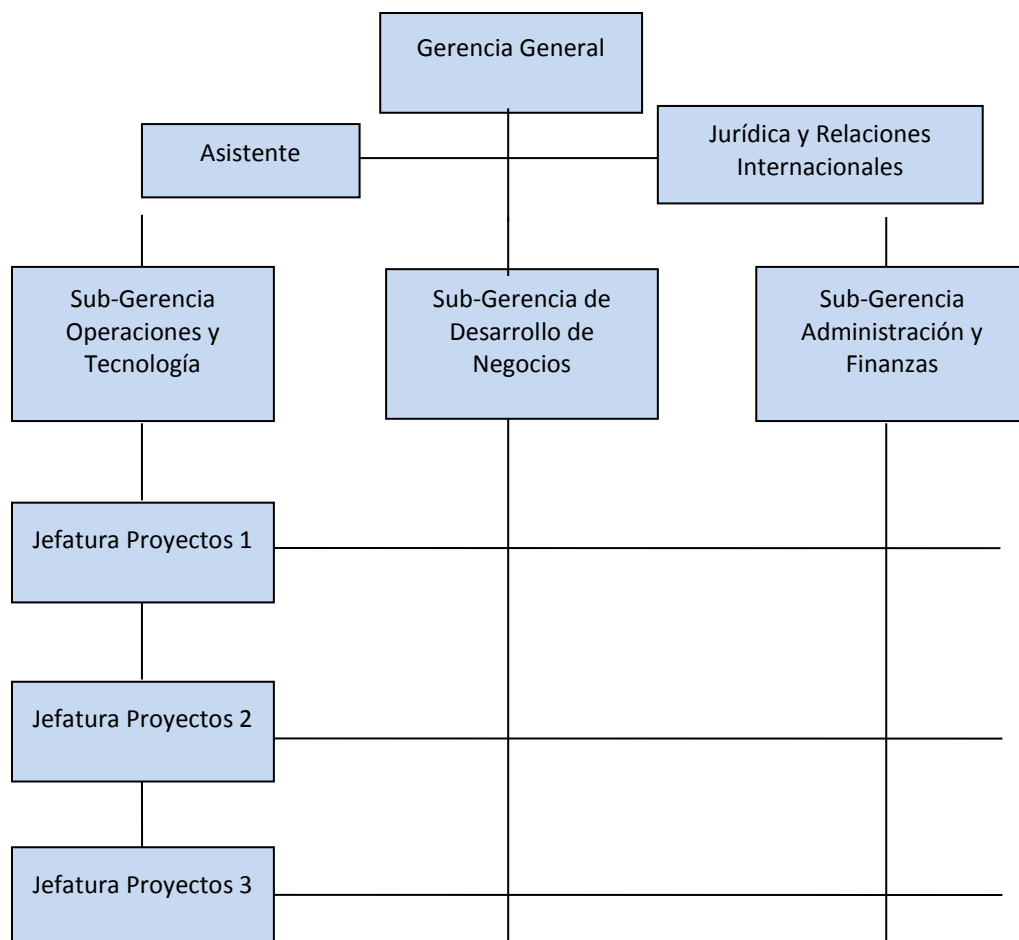 Gerencia General
Asistente
Jurídica y Relaciones
Internacionales
Sub-Gerencia
Operaciones y
Tecnología
Sub-Gerencia de
Desarrollo de
Negocios
Sub-Gerencia
Administración y
Finanzas
Jefatura Proyectos 1
Jefatura Proyectos 2
Jefatura Proyectos 3